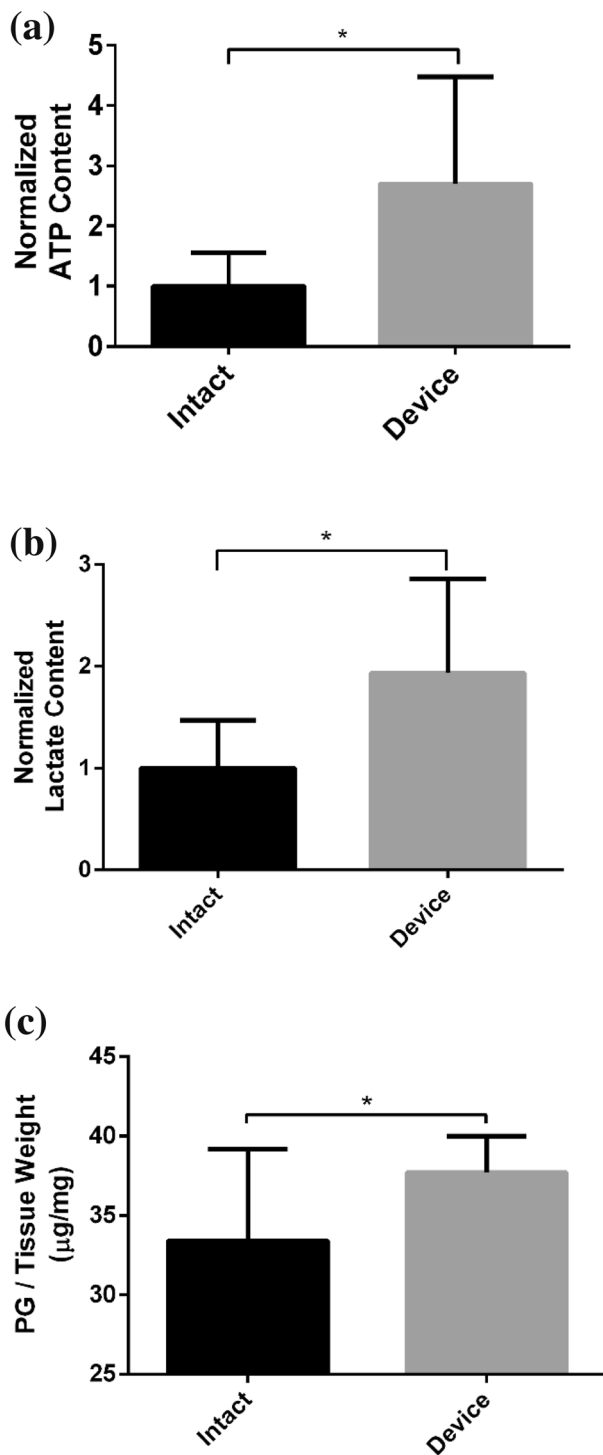 (a)
Normalized
ATP Content
5
4
3
2
1
0
*
Intact
Device
(b)
Normalized
Lactate Content
3
2
1
0
*
Intact
Device
(c)
PG / Tissue Weight
(µg/mg)
45
40
35
30
25
*
Intact
Device